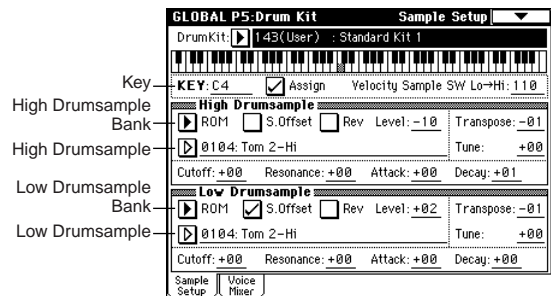 GLOBAL P5:Drum Kit Sample Setup
DrumKit: 143(User) : Standard Kit 1
Key
KEY: C4 Assign Velocity Sample SW Lo→Hi: 110
High Drumsample
High Drumsample
Bank
ROM S.Offset Rev Level: -10 Transpose: -01
High Drumsample
0104: Tom 2-Hi Tune: +00
Cutoff: +00 Resonance: +00 Attack: +00 Decay: +01
Low Drumsample
Low Drumsample
Bank
ROM S.Offset Rev Level: +02 Transpose: -01
Low Drumsample
0104: Tom 2-Hi Tune: +00
Cutoff: +00 Resonance: +00 Attack: +00 Decay: +00
Sample Setup
Voice Mixer